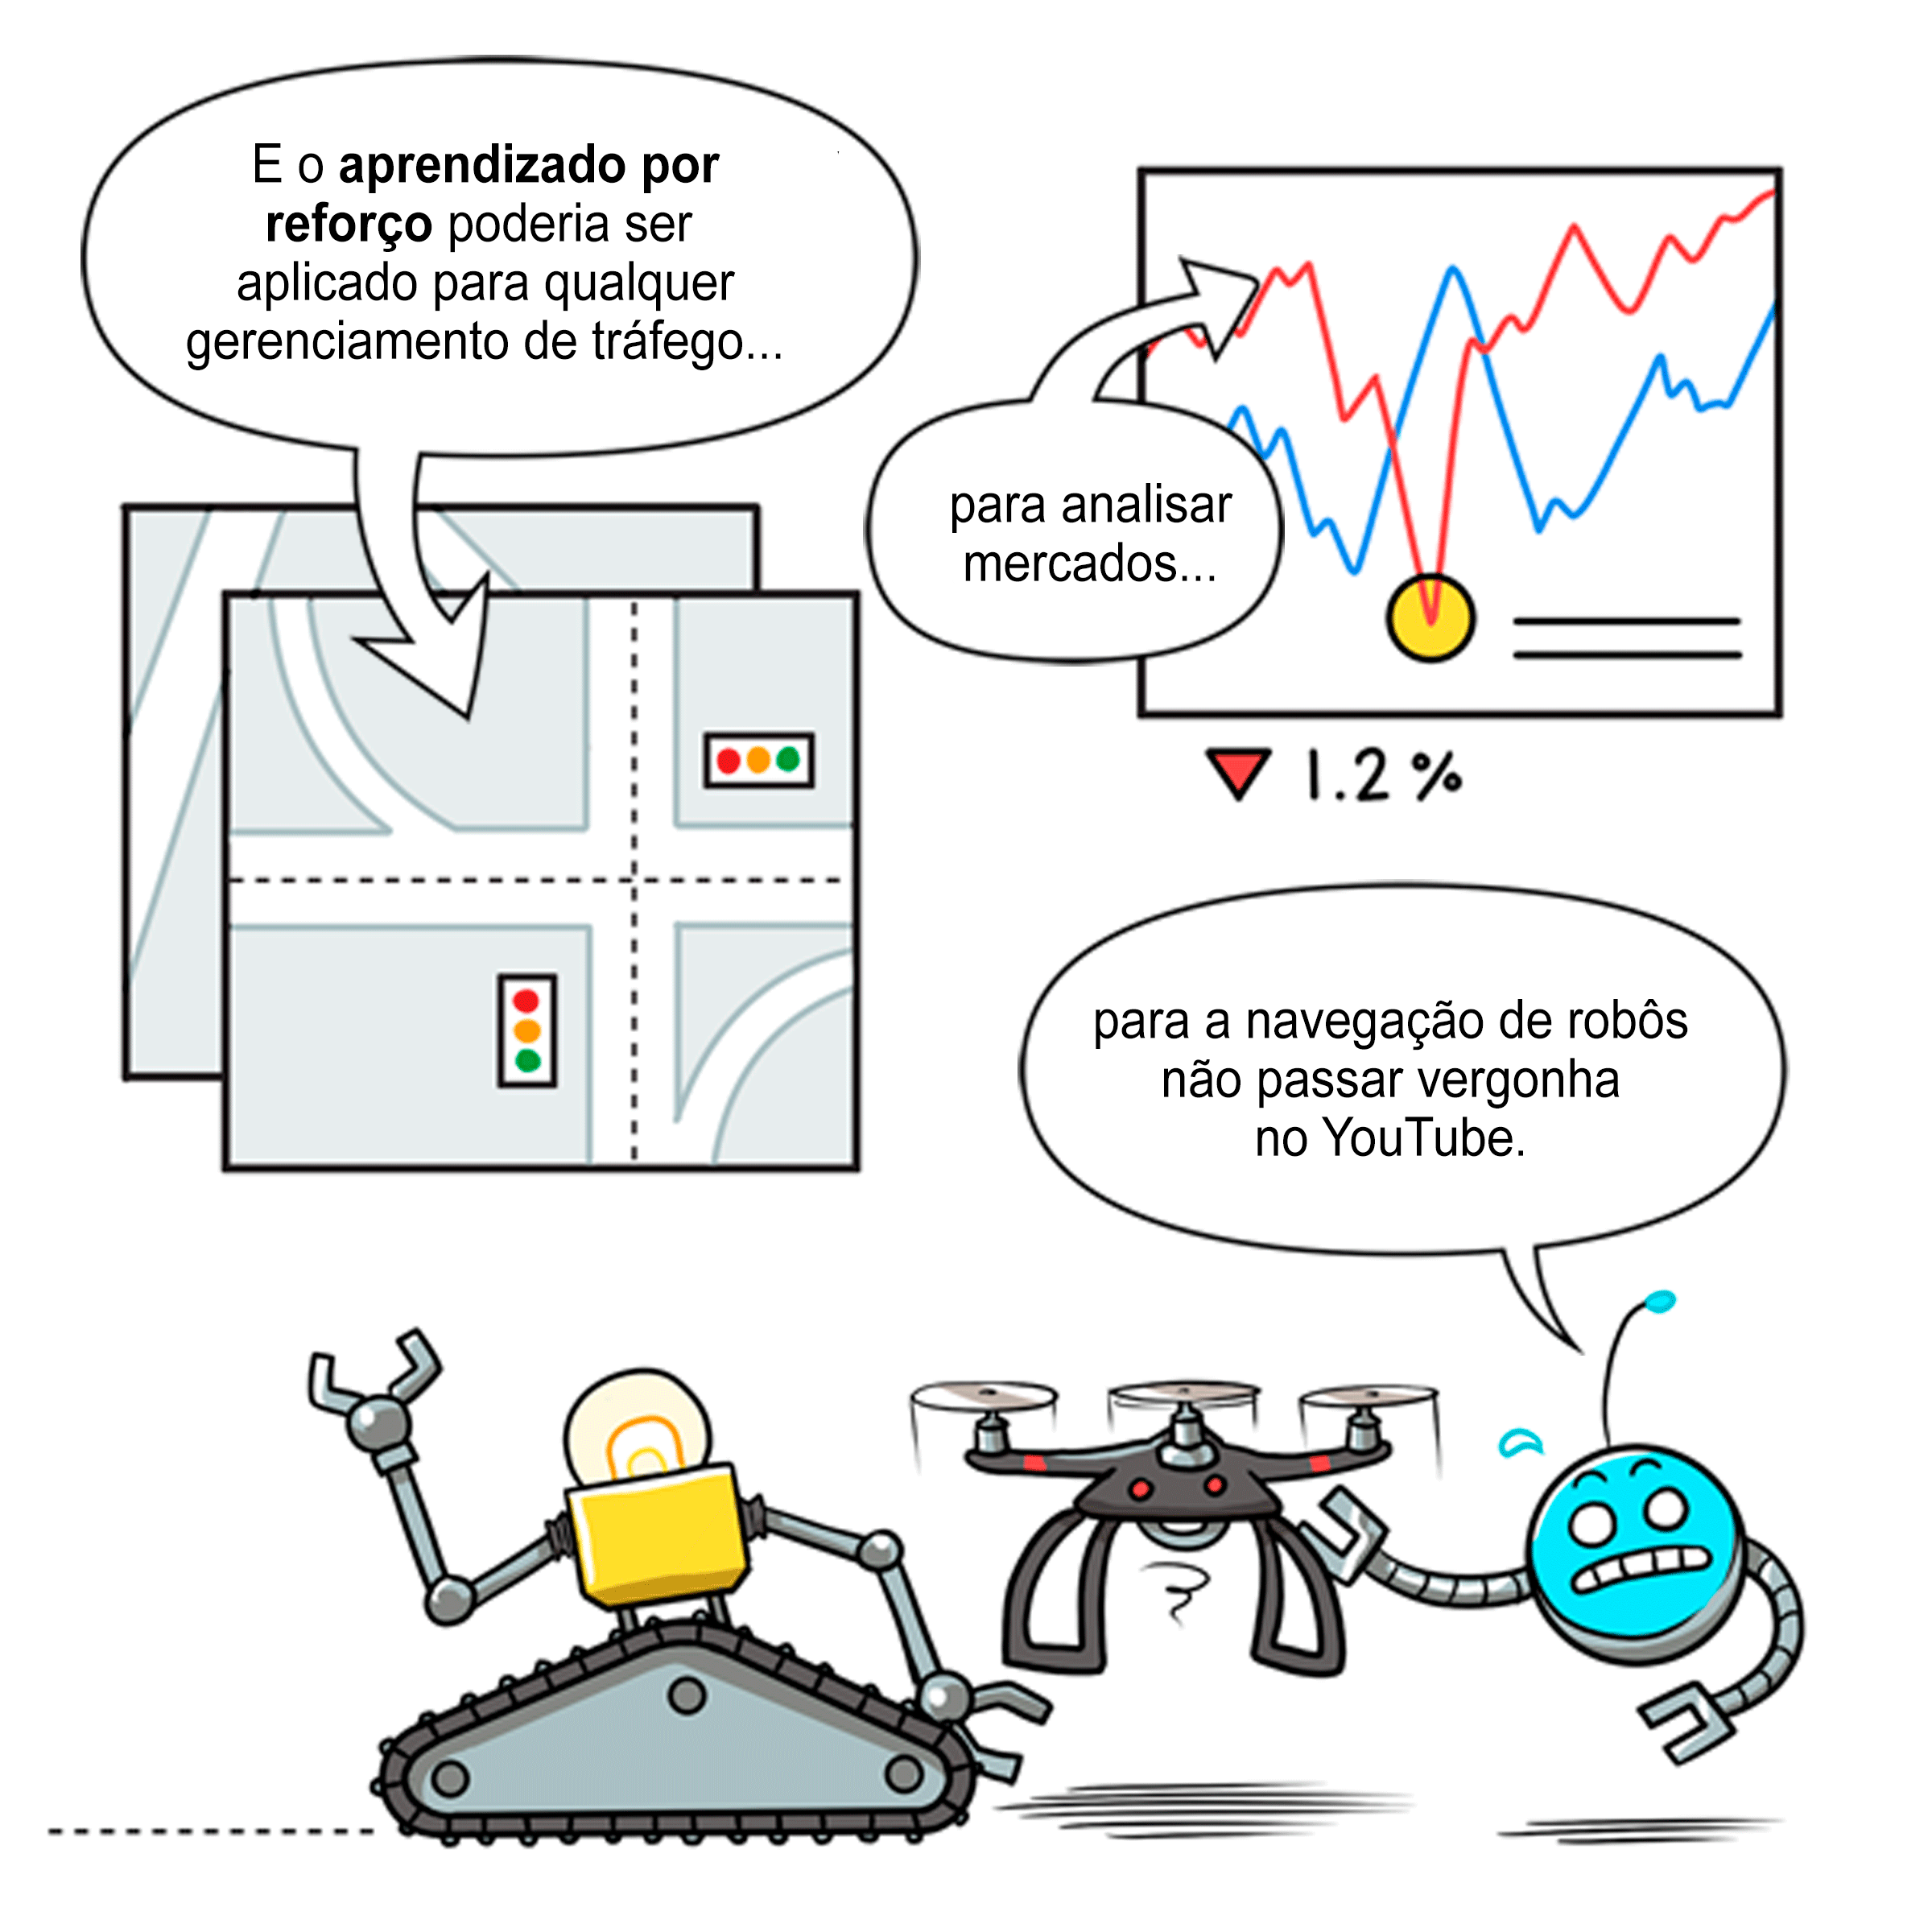 E o aprendizado por
reforço poderia ser
aplicado para qualquer
gerenciamento de tráfego...
para analisar
mercados...
1.2%
para a navegação de robôs
não passar vergonha
no YouTube.